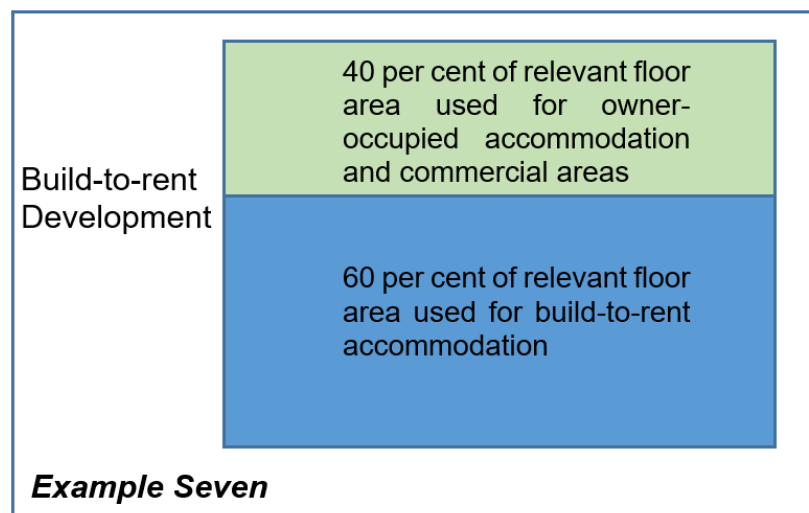 40 per cent of relevant floor
area used for owner-
occupied accommodation
and commercial areas
Build-to-rent
Development
60 per cent of relevant floor
area used for build-to-rent
accommodation
Example Seven